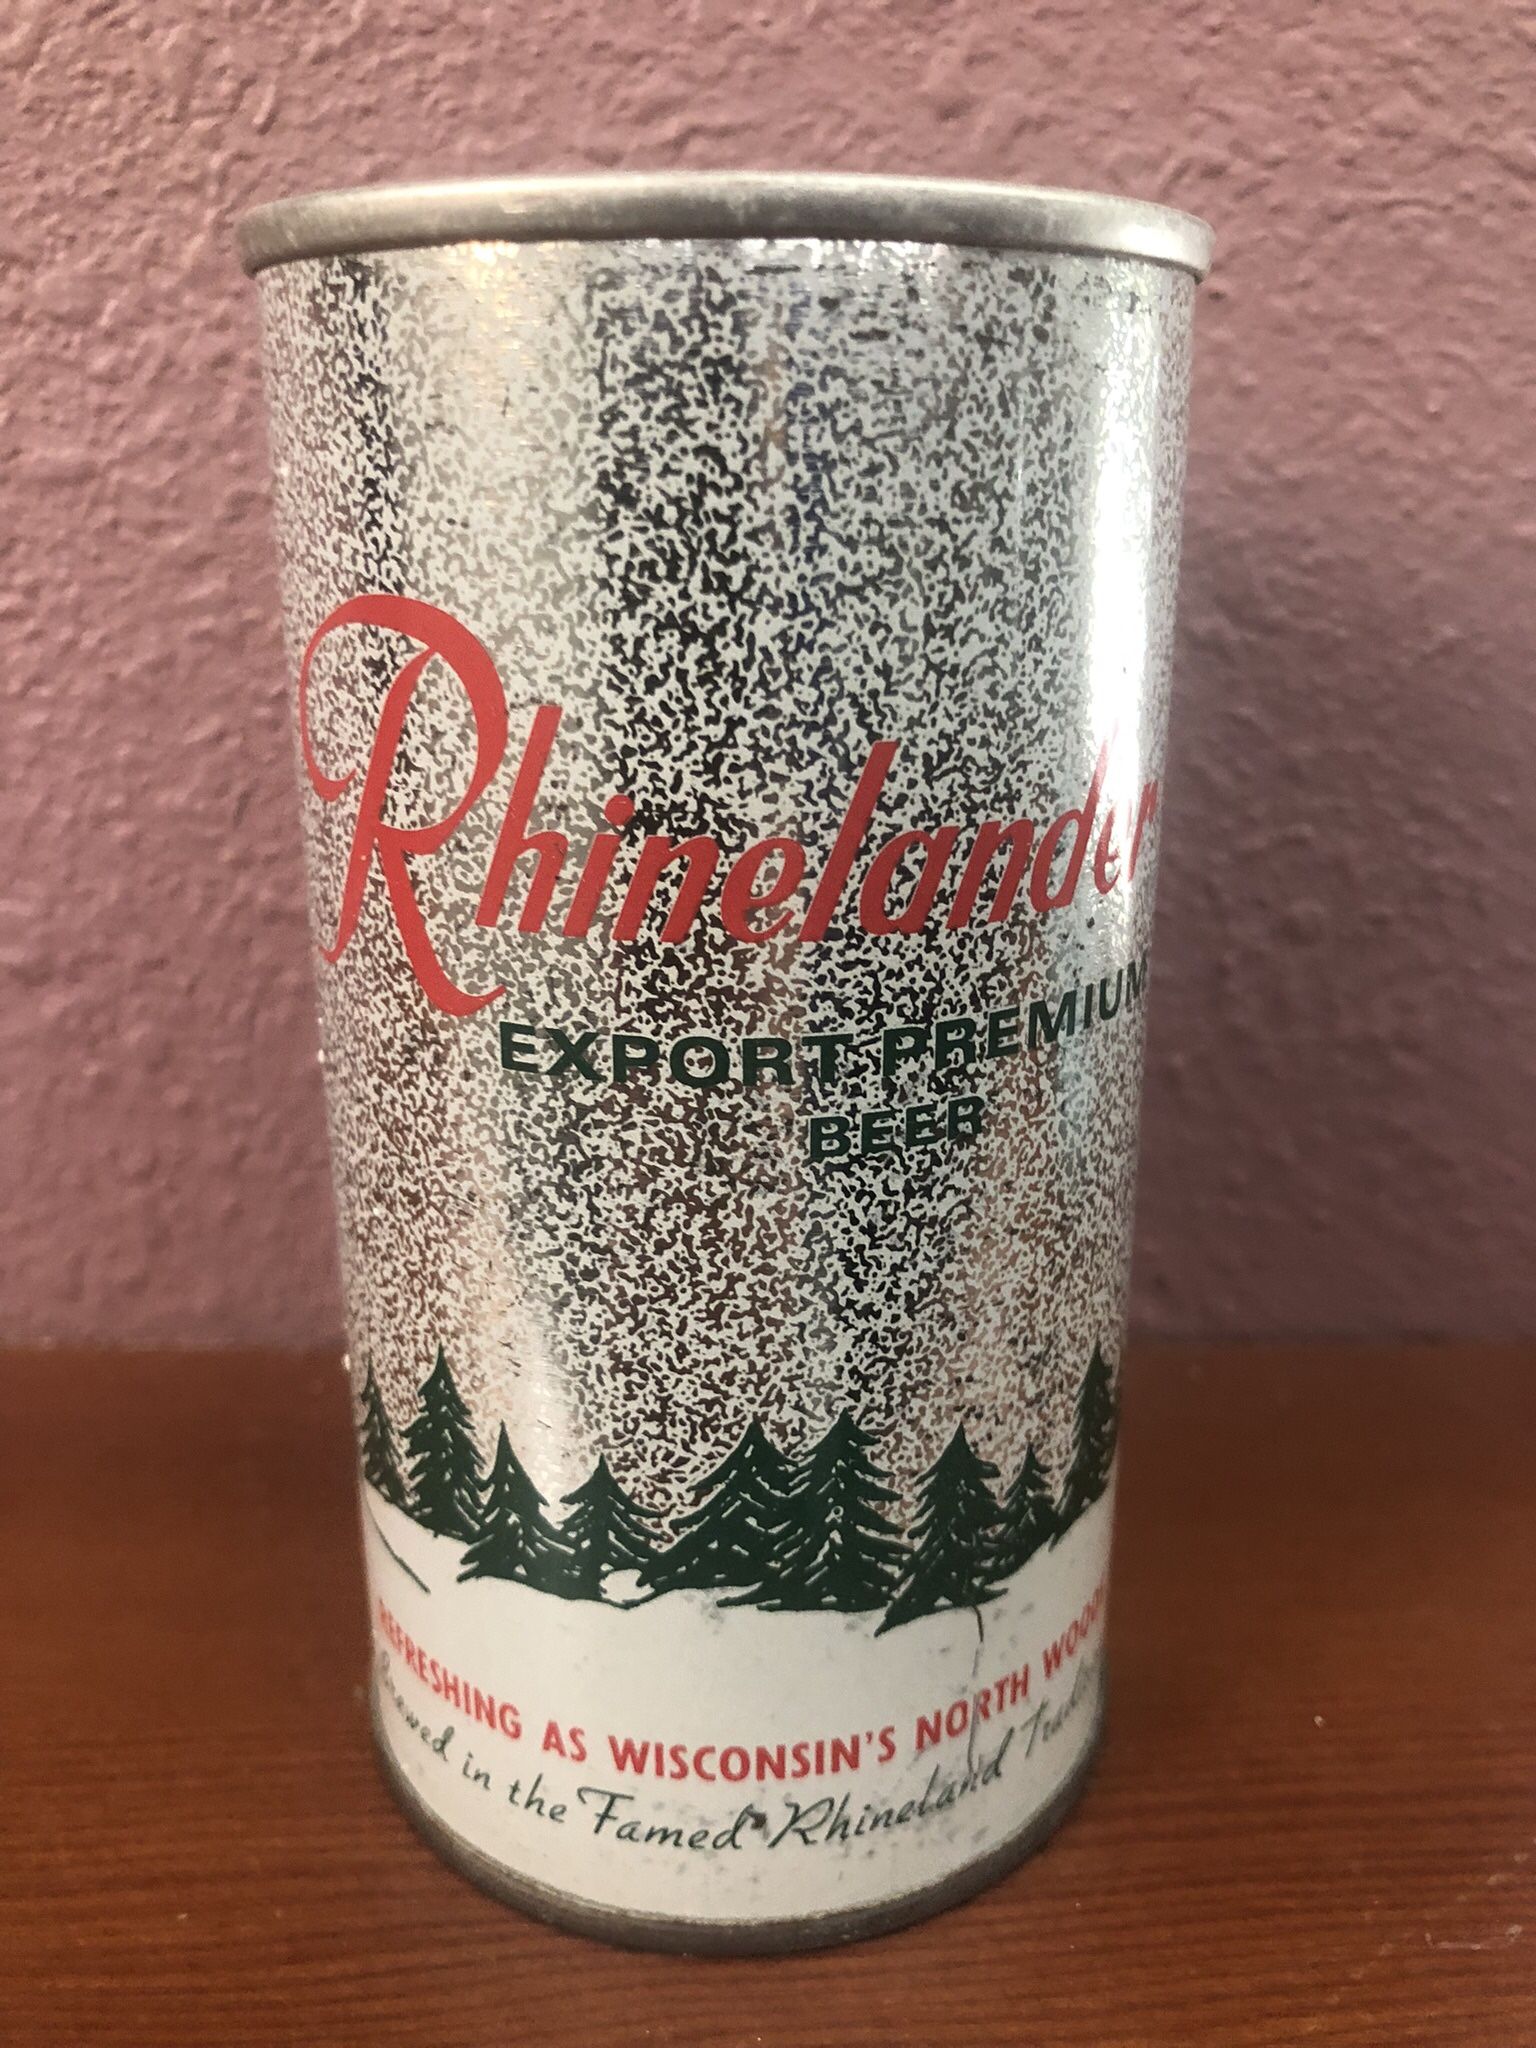 Rhinelander
EXPORT PREMIUM
BEER
REFRESHING AS WISCONSIN'S NORTH WOODS
Brewed in the Famed Rhineland